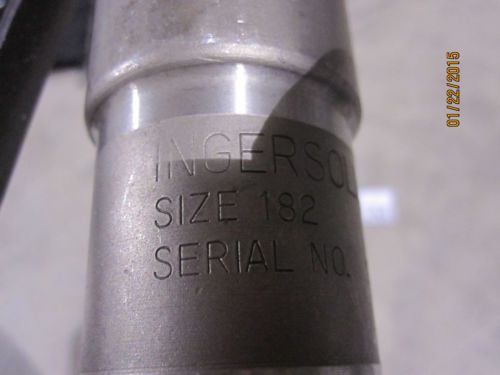 INGERSOL
SIZE 182
SERIAL NO.
01/22/2015